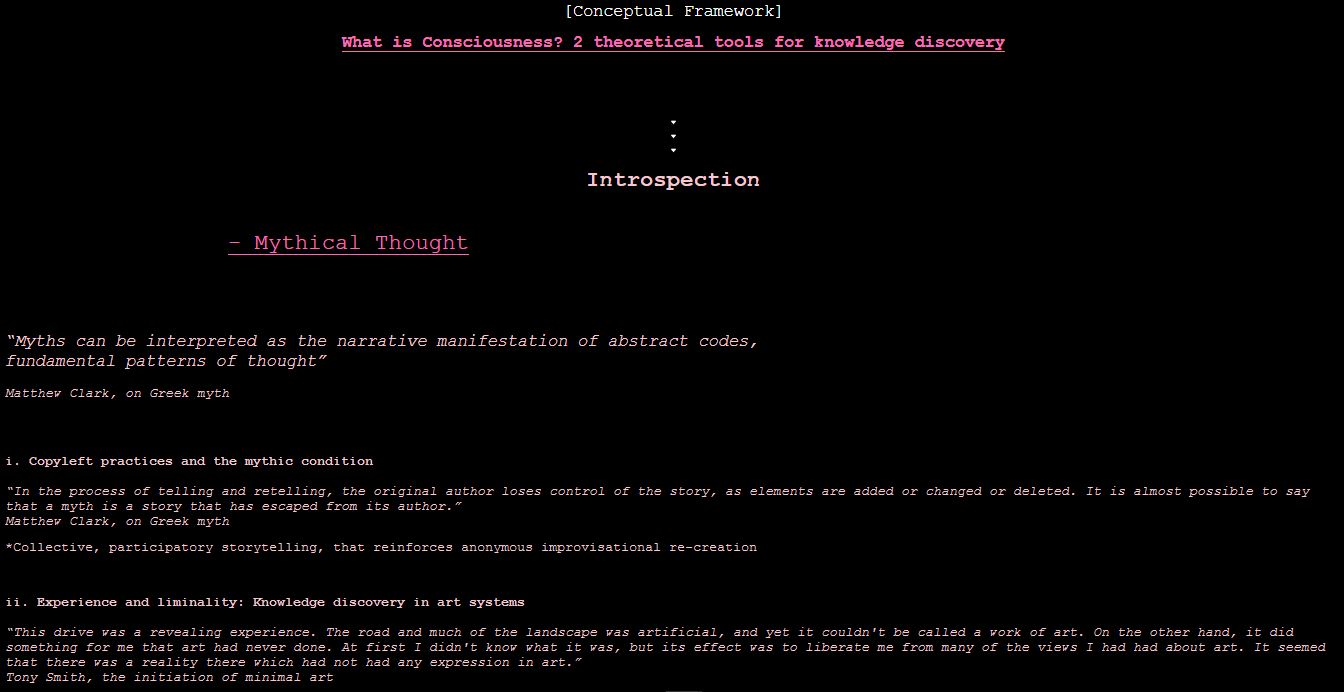 [Conceptual Framework]
What is Consciousness? 2 theoretical tools for knowledge discovery
Introspection
- Mythical Thought
“Myths can be interpreted as the narrative manifestation of abstract codes,
fundamental patterns of thought”
Matthew Clark, on Greek myth
i. Copyleft practices and the mythic condition
“In the process of telling and retelling, the original author loses control of the story, as elements are added or changed or deleted. It is almost possible to say
that a myth is a story that has escaped from its author.”
Matthew Clark, on Greek myth
*Collective, participatory storytelling, that reinforces anonymous improvisational re-creation
ii. Experience and liminality: Knowledge discovery in art systems
“This drive was a revealing experience. The road and much of the landscape was artificial, and yet it couldn't be called a work of art. On the other hand, it did
something for me that art had never done. At first I didn't know what it was, but its effect was to liberate me from many of the views I had had about art. It seemed
that there was a reality there which had not had any expression in art.”
Tony Smith, the initiation of minimal art